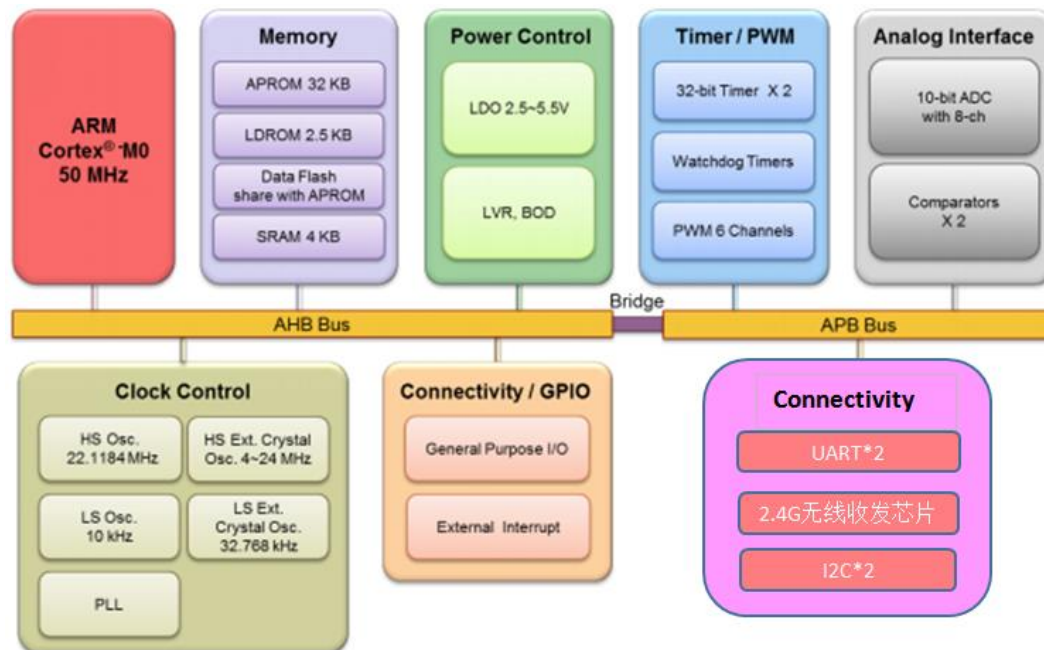 ARM
Cortex®-M0
50 MHz
Memory
APROM 32 KB
LDROM 2.5 KB
Data Flash
share with APROM
SRAM 4 KB
Power Control
LDO 2.5~5.5V
LVR, BOD
Timer / PWM
32-bit Timer X 2
Watchdog Timers
PWM 6 Channels
Analog Interface
10-bit ADC
with 8-ch
Comparators
X 2
Bridge
AHB Bus
APB Bus
Clock Control
HS Osc.
22.1184 MHz
HS Ext. Crystal
Osc. 4~24 MHz
LS Osc.
10 kHz
LS Ext.
Crystal Osc.
32.768 kHz
PLL
Connectivity / GPIO
General Purpose I/O
External Interrupt
Connectivity
UART*2
2.4G无线收发芯片
I2C*2